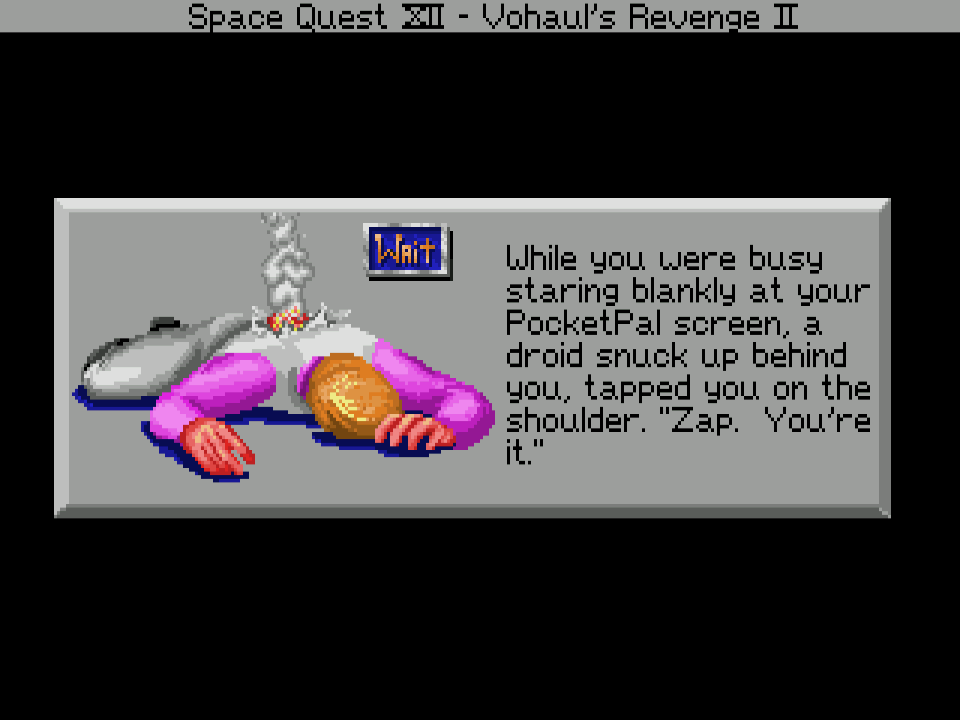 Space Quest XII - Vohaul's Revenge II
Wait
While you were busy
staring blankly at your
PocketPal screen, a
droid snuck up behind
you, tapped you on the
shoulder. "Zap.  You're
it."